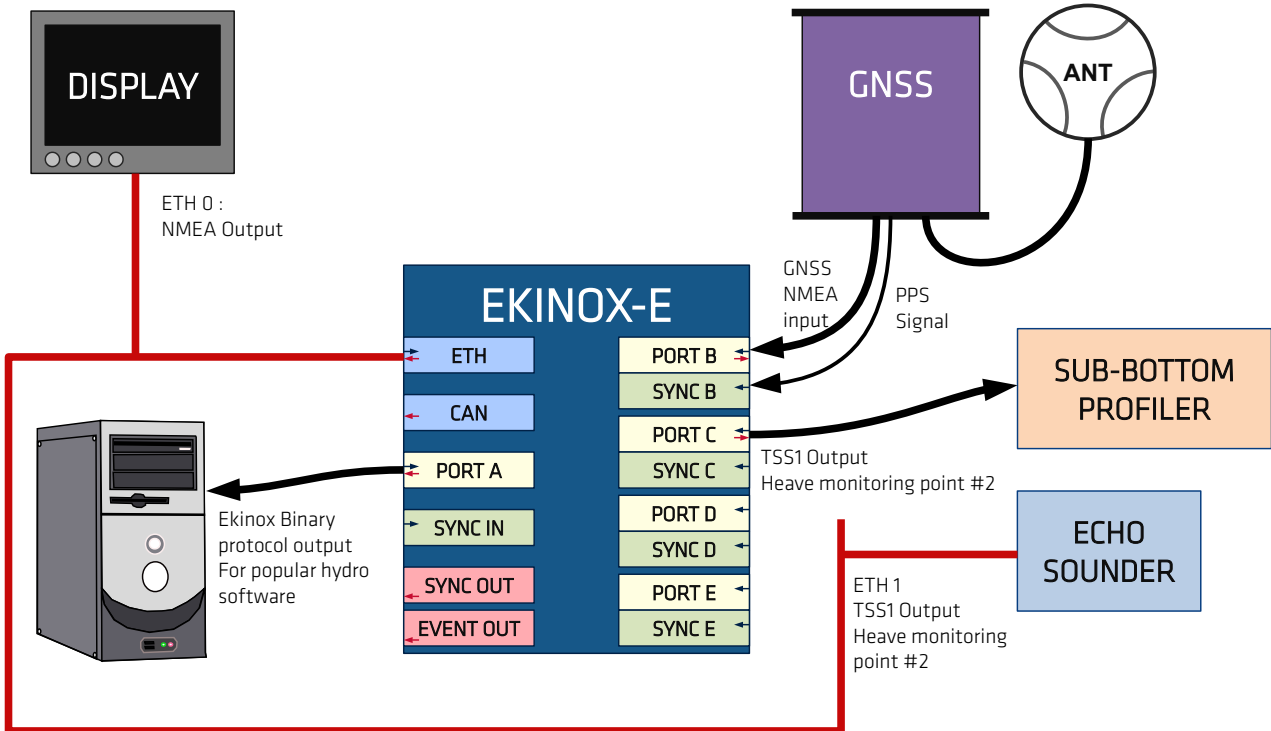 DISPLAY
ETH 0 :
NMEA Output
GNSS
ANT
GNSS
NMEA
input
PPS
Signal
EKINOX-E
ETH
CAN
PORT A
SYNC IN
SYNC OUT
EVENT OUT
PORT B
SYNC B
PORT C
SYNC C
PORT D
SYNC D
PORT E
SYNC E
SUB-BOTTOM
PROFILER
TSS1 Output
Heave monitoring point #2
Ekinox Binary
protocol output
For popular hydro
software
ECHO
SOUNDER
ETH 1
TSS1 Output
Heave monitoring
point #2